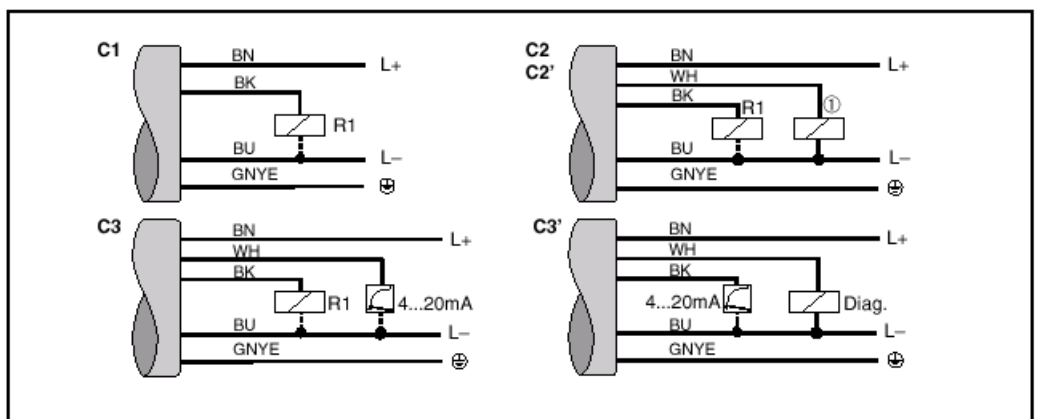 C1
BN
L+
BK
R1
BU
L–
GNYE
C2
C2'
BN
L+
WH
BK
R1
①
BU
L–
GNYE
C3
BN
L+
WH
BK
R1
4...20mA
BU
L–
GNYE
C3'
BN
L+
WH
BK
4...20mA
Diag.
BU
L–
GNYE